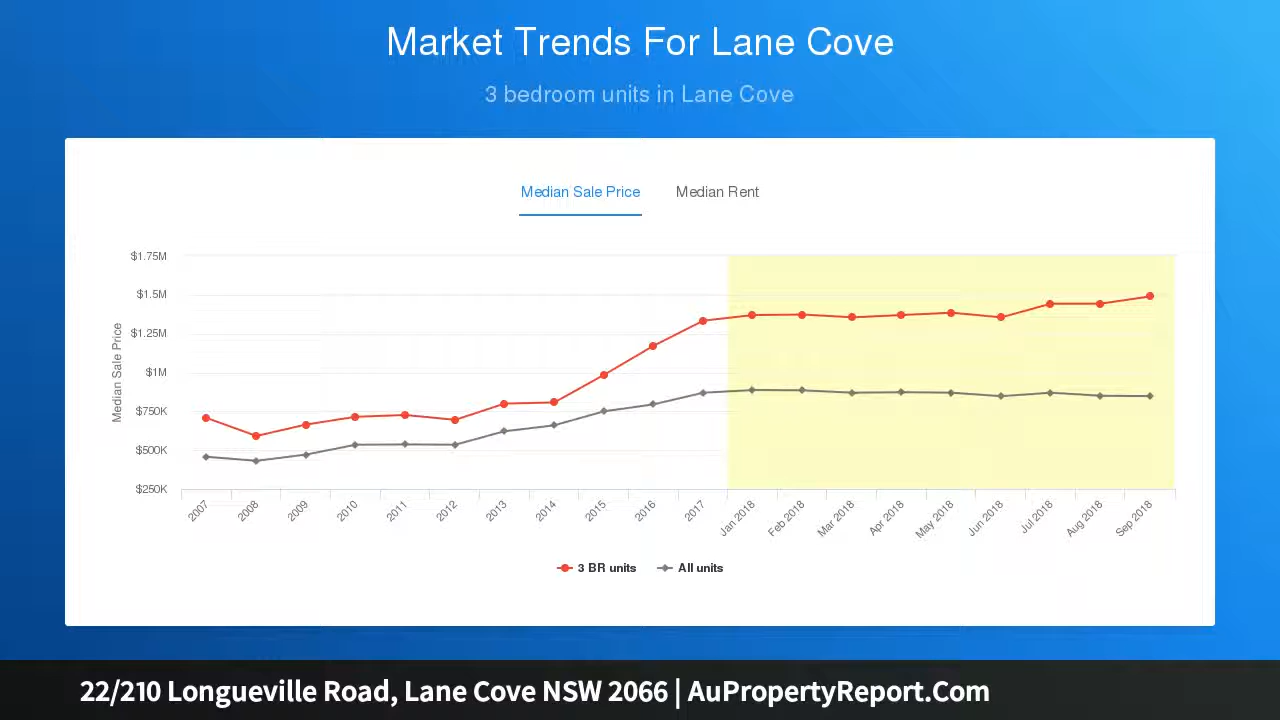 Market Trends For Lane Cove
3 bedroom units in Lane Cove
Median Sale Price Median Rent
Median Sale Price
$1.75M
$1.5M
$1.25M
$1M
$750K
$500K
$250K
2007 2008 2009 2010 2011 2012 2013 2014 2015 2016 2017 Jan 2018 Feb 2018 Mar 2018 Apr 2018 May 2018 Jun 2018 Jul 2018 Aug 2018 Sep 2018
3 BR units All units
22/210 Longueville Road, Lane Cove NSW 2066 | AuPropertyReport.Com